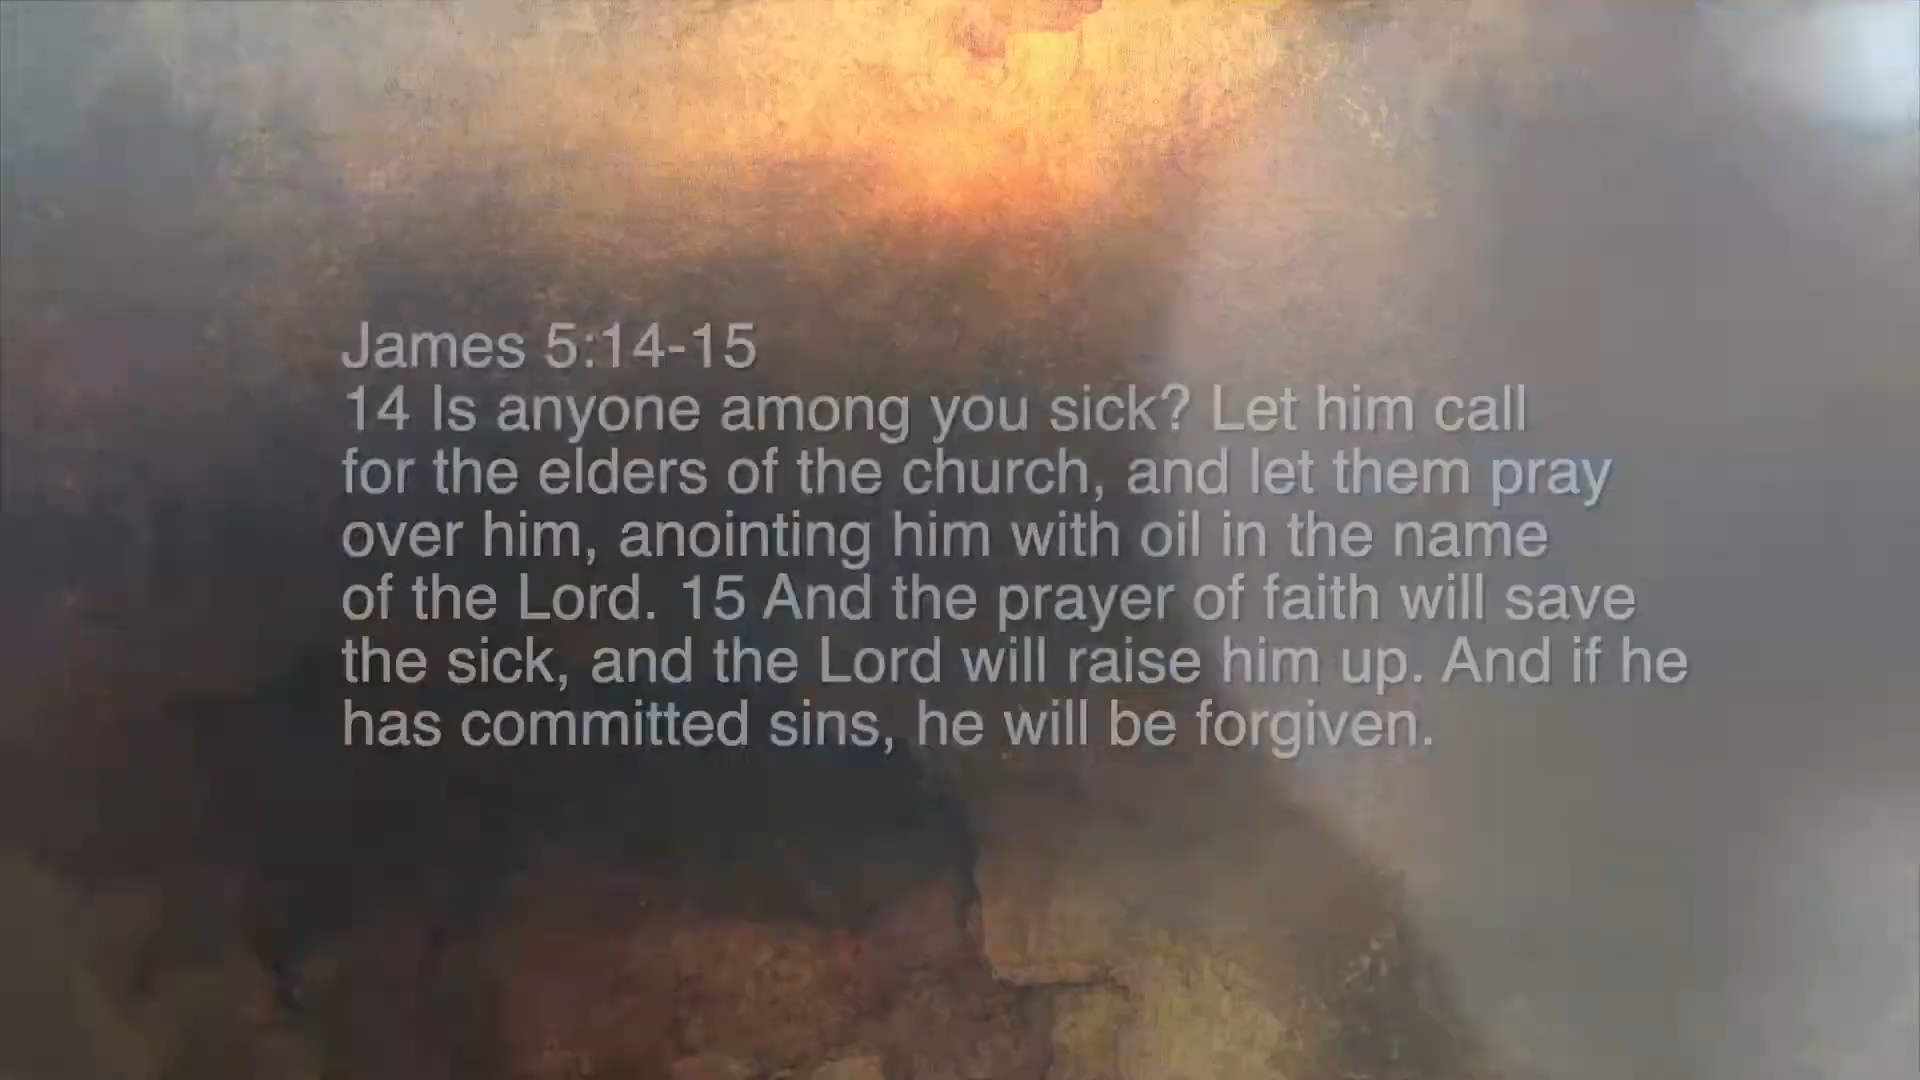 James 5:14-15
14 Is anyone among you sick? Let him call
for the elders of the church, and let them pray
over him, anointing him with oil in the name
of the Lord. 15 And the prayer of faith will save
the sick, and the Lord will raise him up. And if he
has committed sins, he will be forgiven.